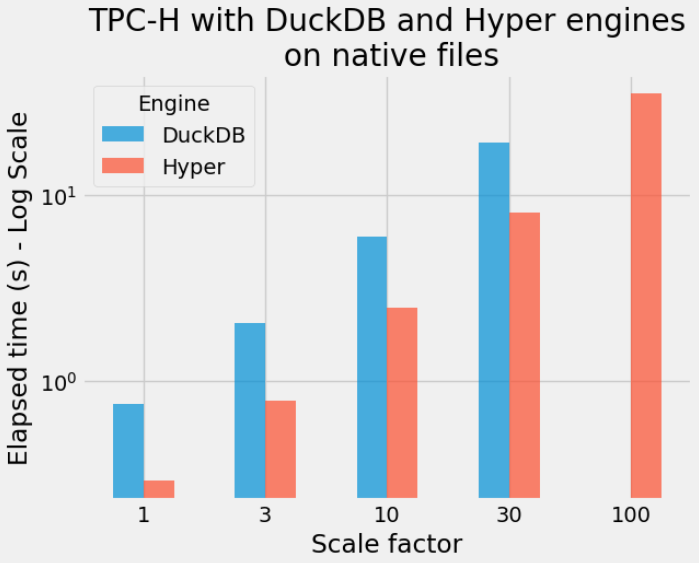 TPC-H with DuckDB and Hyper engines
on native files
Engine
DuckDB
Hyper
Elapsed time (s) - Log Scale
10¹
10⁰
1 3 10 30 100
Scale factor